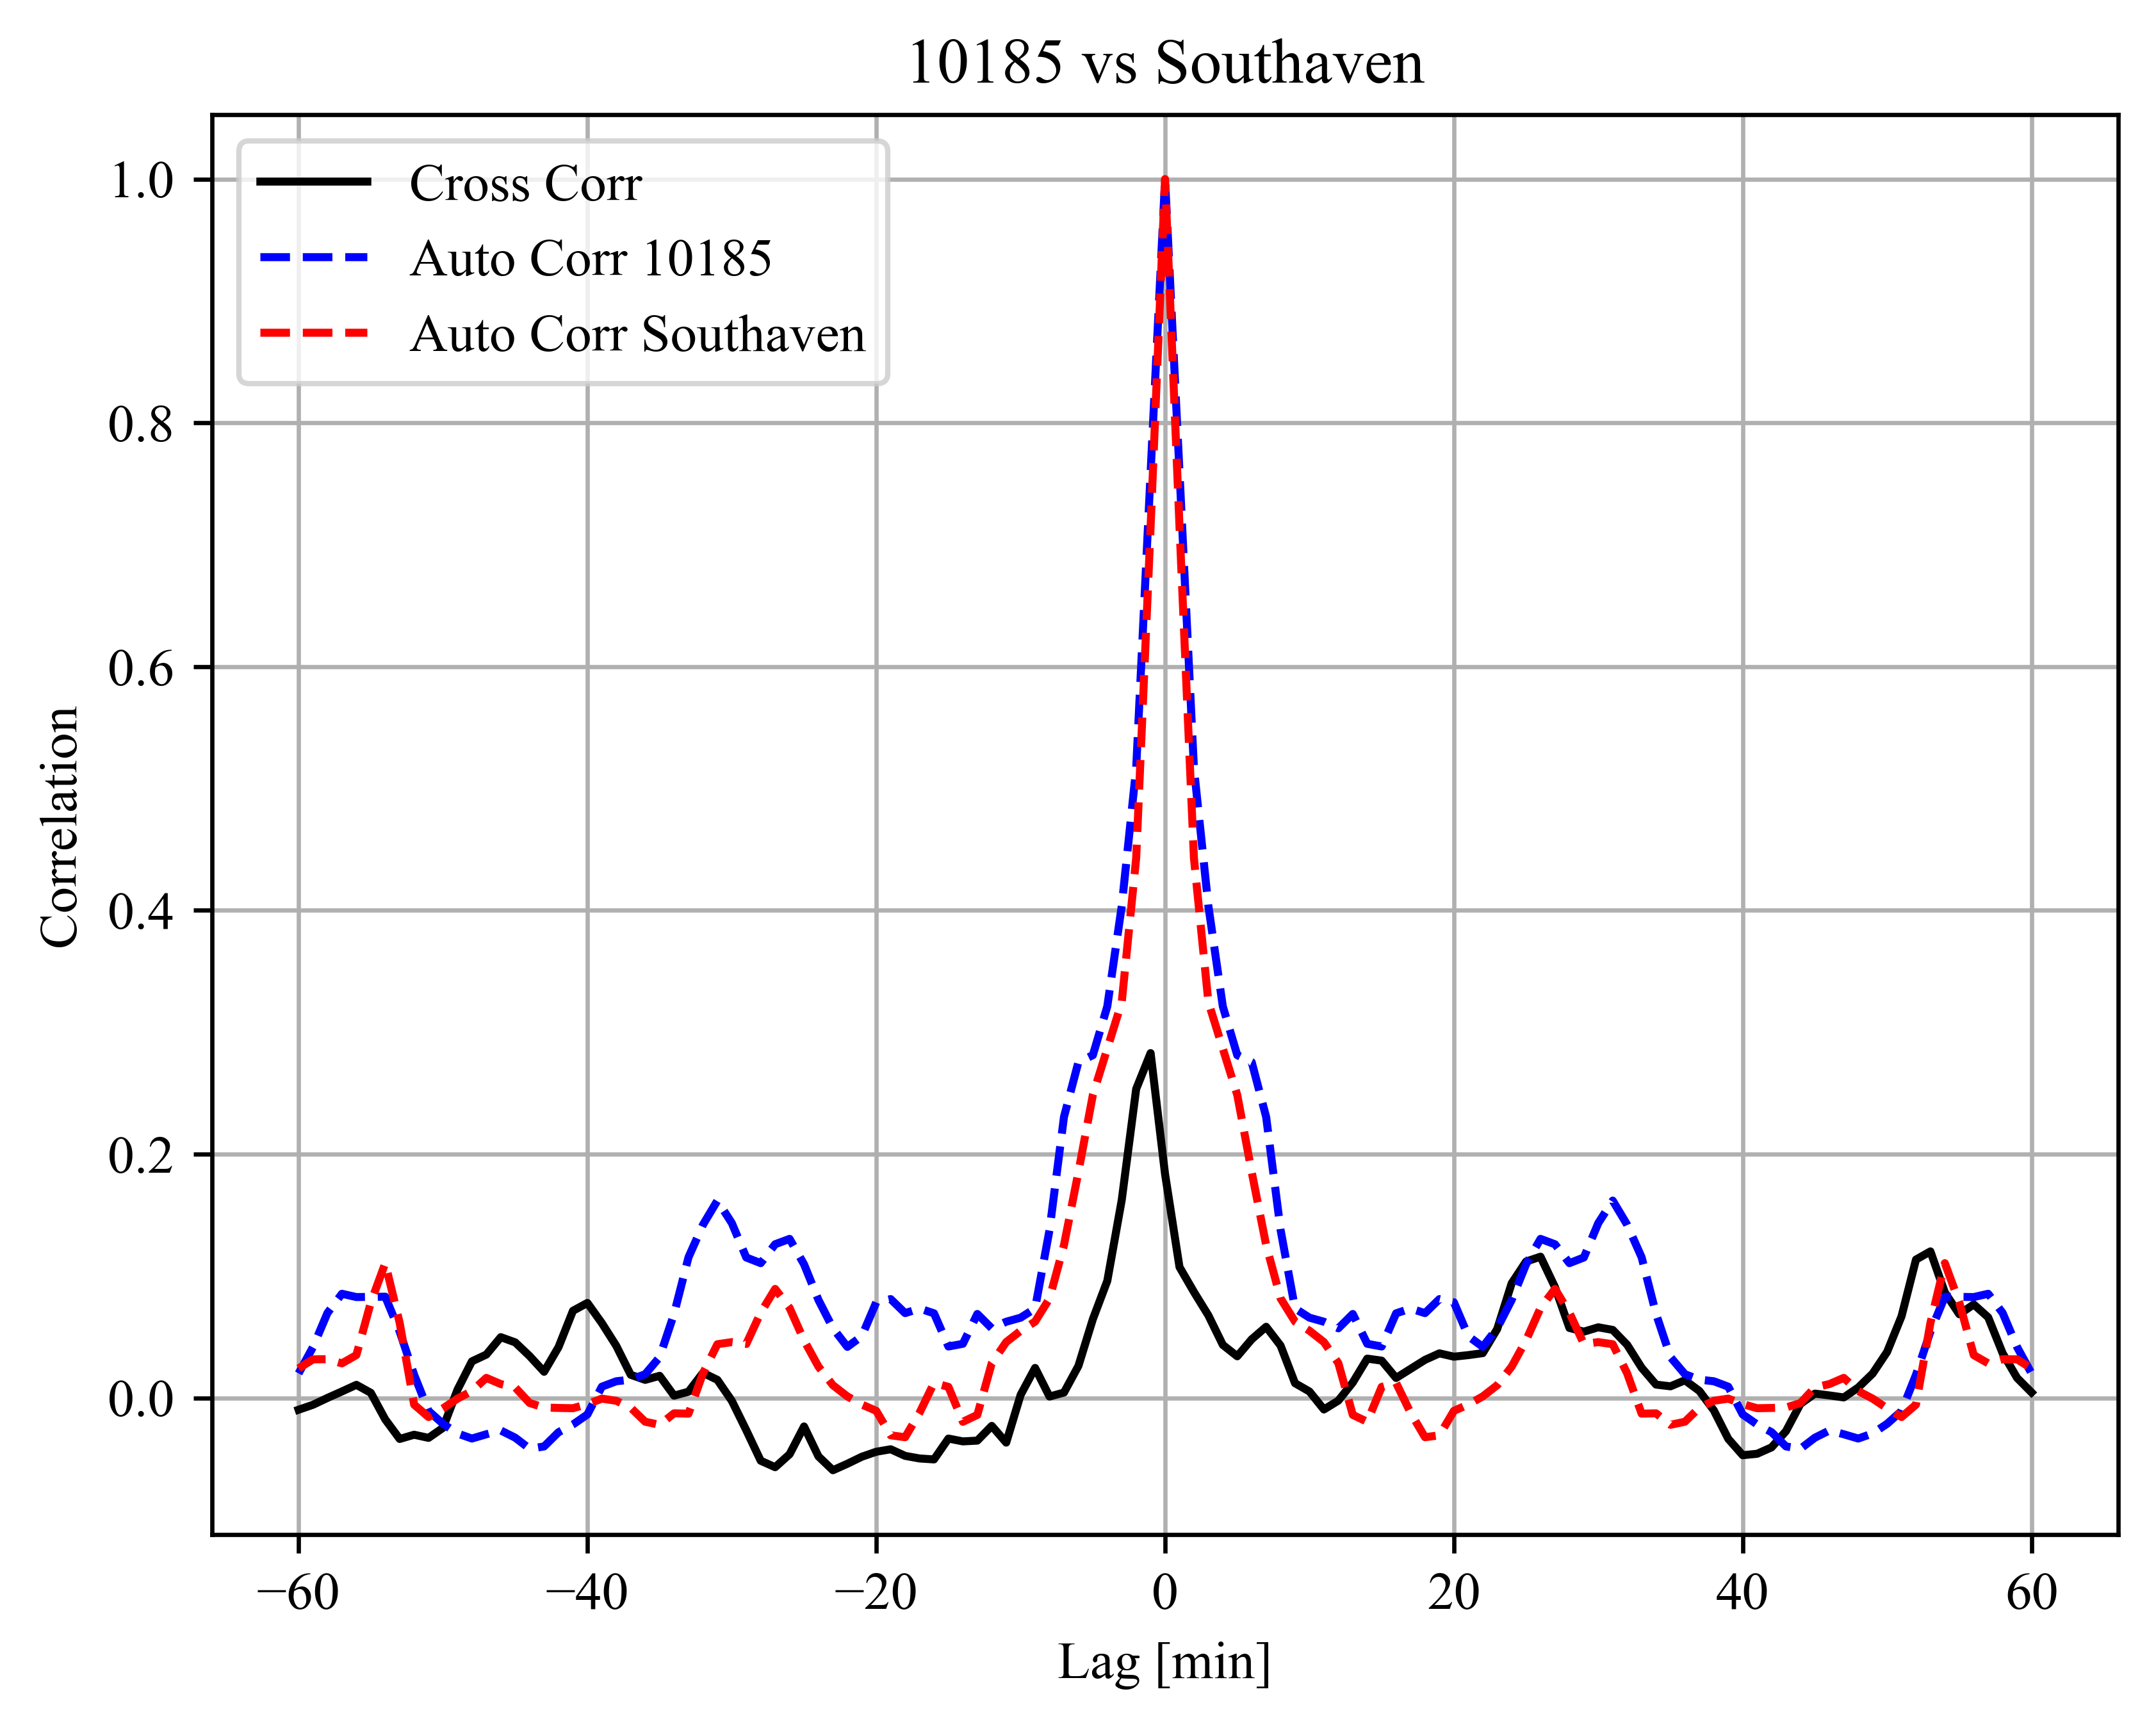 10185 vs Southaven
Cross Corr
Auto Corr 10185
Auto Corr Southaven
1.0
0.8
0.6
0.4
0.2
0.0
Correlation
−60 −40 −20 0 20 40 60
Lag [min]